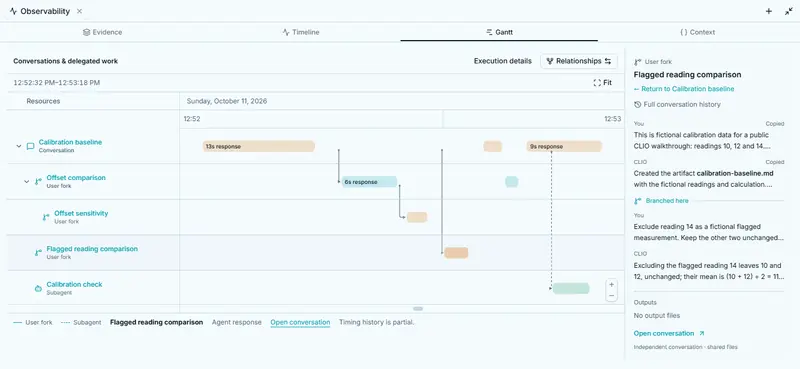 Observability
Evidence
Timeline
Gantt
{ } Context
Conversations & delegated work
Execution details
Relationships
12:52:32 PM–12:53:18 PM
Fit
Resources
Sunday, October 11, 2026
12:52
12:53
Calibration baseline
Conversation
13s response
9s response
Offset comparison
User fork
6s response
Offset sensitivity
User fork
Flagged reading comparison
User fork
Calibration check
Subagent
User fork
Subagent
Flagged reading comparison
Agent response
Open conversation
Timing history is partial.
User fork
Flagged reading comparison
← Return to Calibration baseline
Full conversation history
You
Copied
This is fictional calibration data for a public
CLIO walkthrough: readings 10, 12 and 14....
CLIO
Copied
Created the artifact calibration-baseline.md
with the fictional readings and calculation....
Branched here
You
Exclude reading 14 as a fictional flagged
measurement. Keep the other two unchanged...
CLIO
Excluding the flagged reading 14 leaves 10 and
12, unchanged; their mean is (10 + 12) ÷ 2 = 11...
Outputs
No output files
Open conversation ↗
Independent conversation · shared files